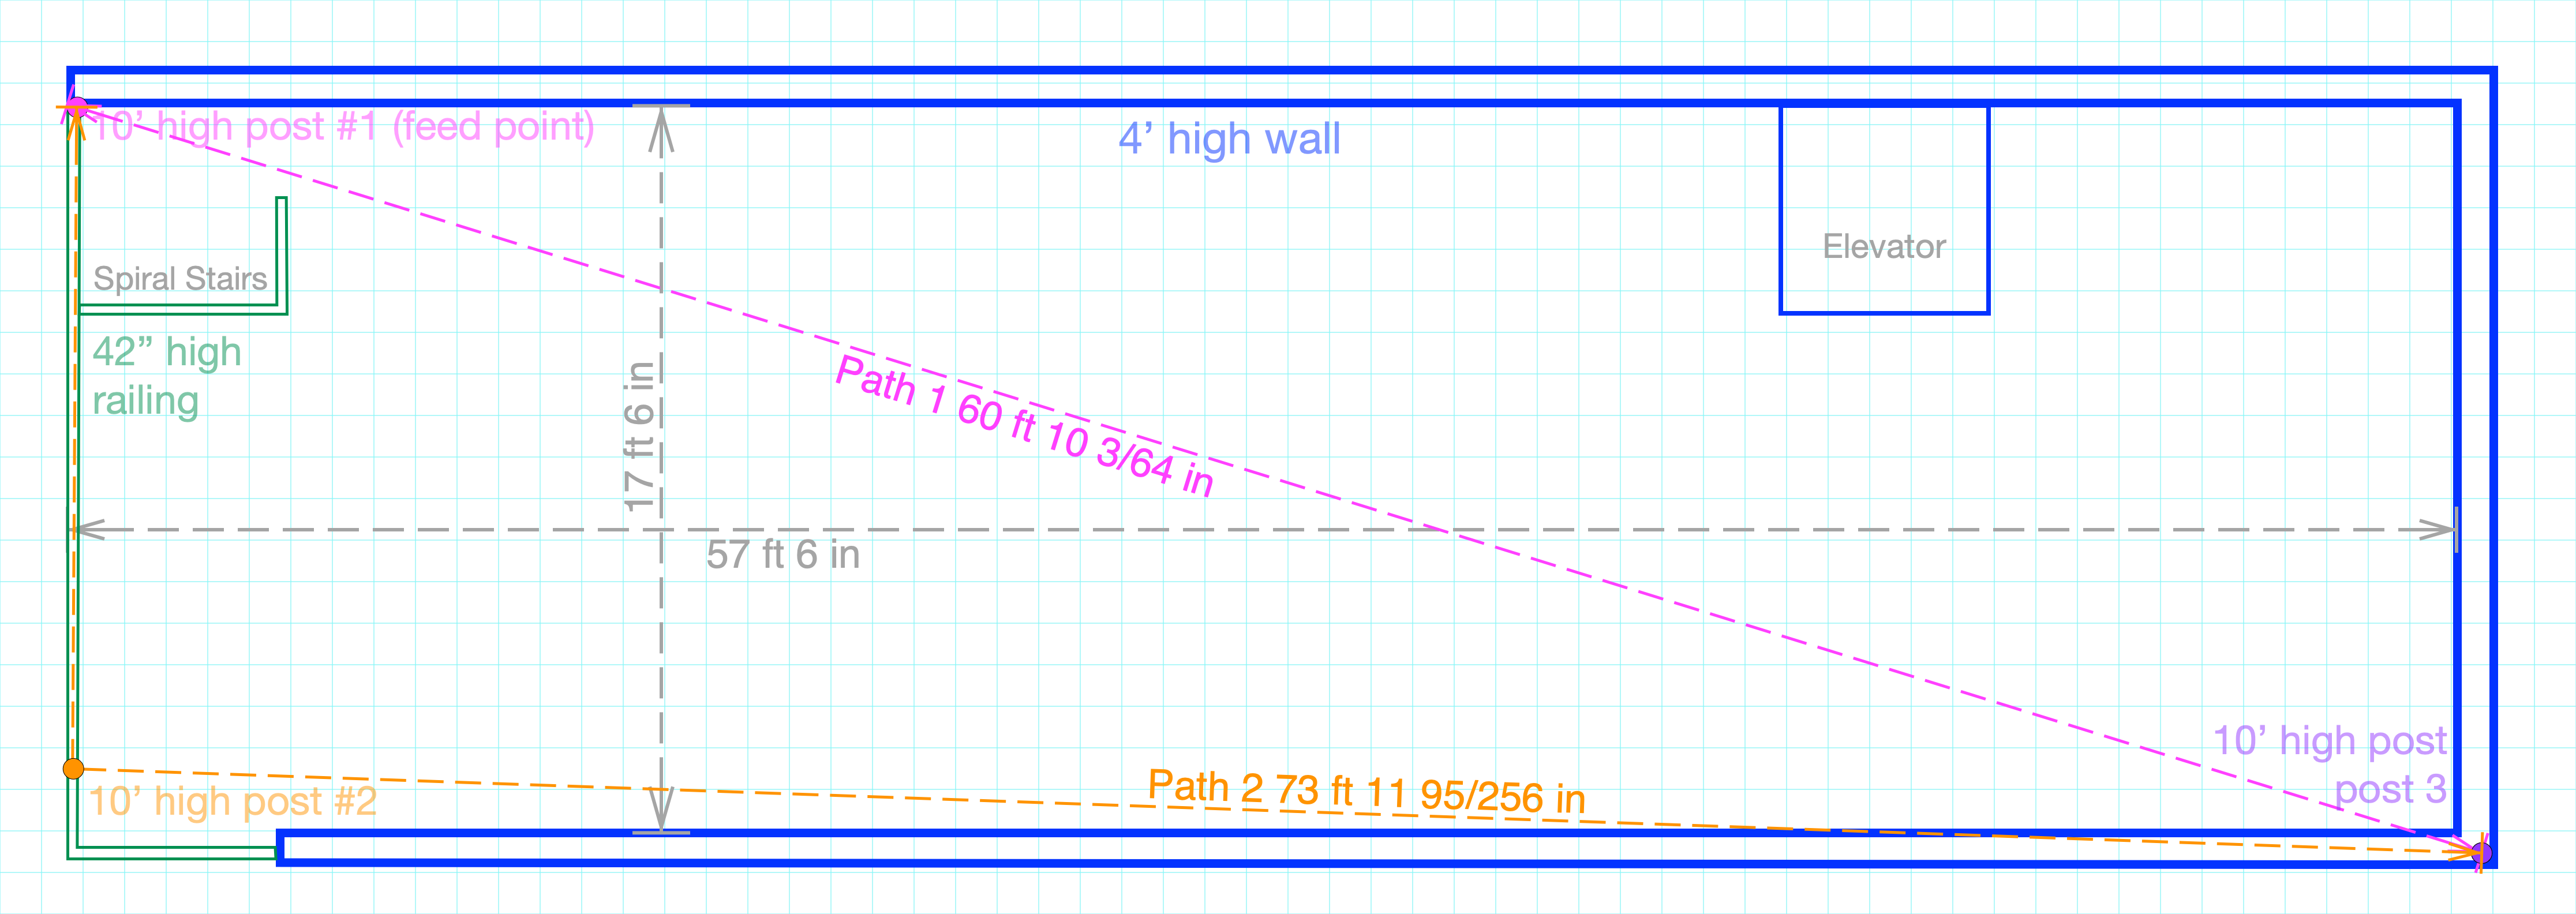 10’ high post #1 (feed point)
4’ high wall
Elevator
Spiral Stairs
42” high
railing
17 ft 6 in
Path 1 60 ft 10 3/64 in
57 ft 6 in
10’ high post
post 3
Path 2 73 ft 11 95/256 in
10’ high post #2